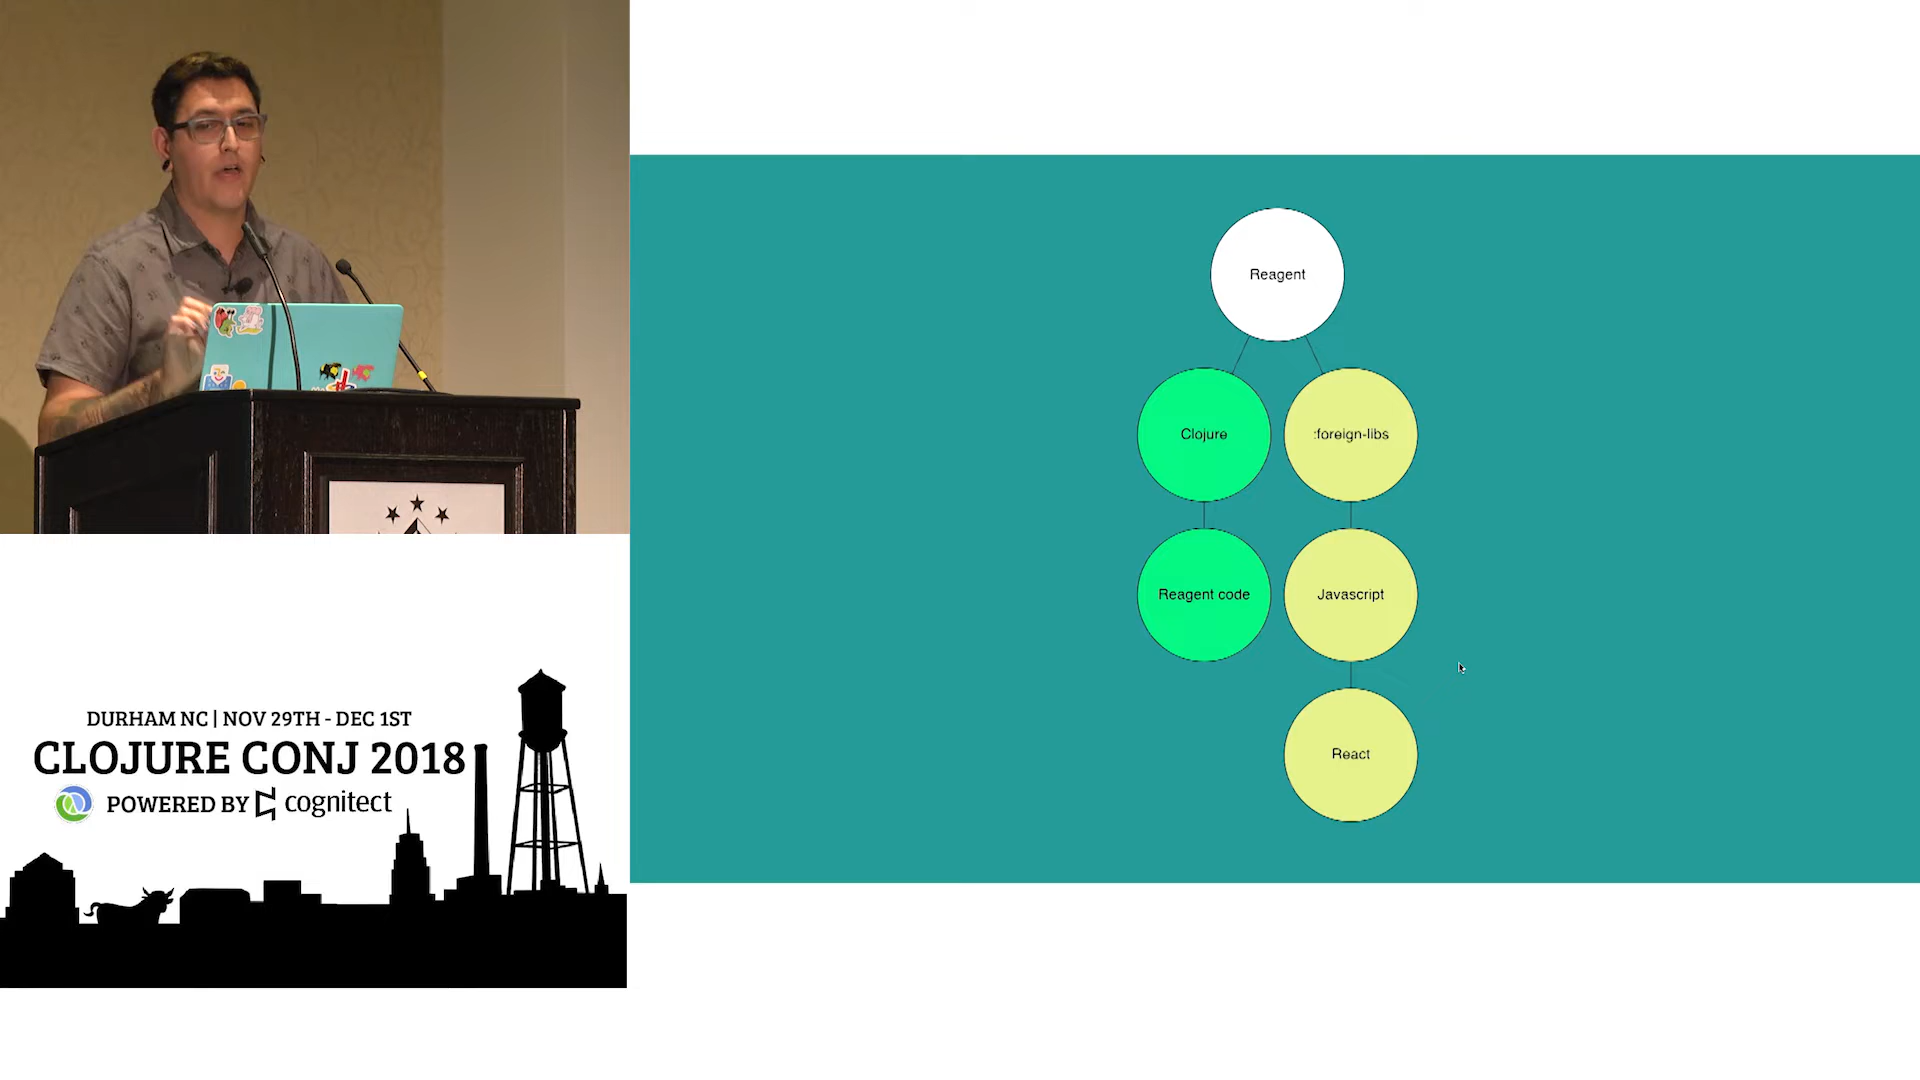 Reagent
Clojure
:foreign-libs
Reagent code
Javascript
React
DURHAM NC | NOV 29TH - DEC 1ST
CLOJURE CONJ 2018
POWERED BY cognitect